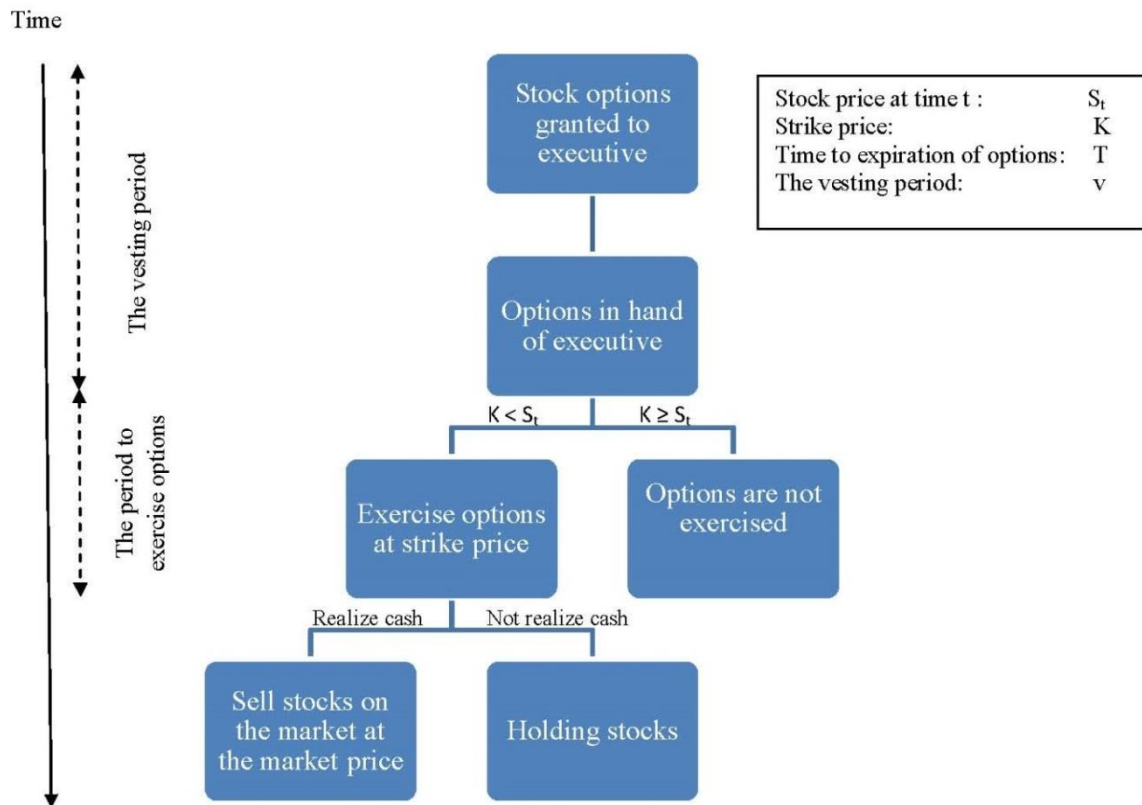 Time
Stock options
granted to
executive
Stock price at time t : Sₜ
Strike price: K
Time to expiration of options: T
The vesting period: v
The vesting period
Options in hand
of executive
K < Sₜ
K ≥ Sₜ
The period to
exercise options
Exercise options
at strike price
Options are not
exercised
Realize cash
Not realize cash
Sell stocks on
the market at
the market price
Holding stocks